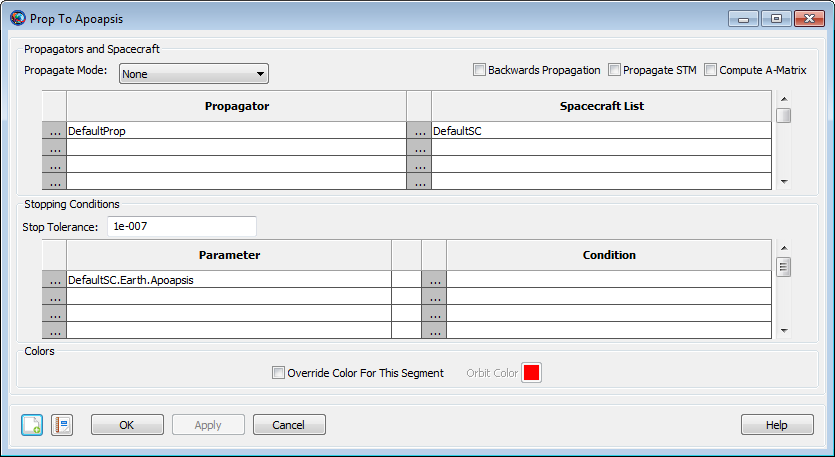 Prop To Apoapsis
Propagators and Spacecraft
Propagate Mode: None Backwards Propagation Propagate STM Compute A-Matrix
Propagator Spacecraft List
... DefaultProp ... DefaultSC
... ...
... ...
... ...
Stopping Conditions
Stop Tolerance: 1e-007
Parameter Condition
... DefaultSC.Earth.Apoapsis ...
... ...
... ...
... ...
Colors
Override Color For This Segment Orbit Color
OK Apply Cancel Help